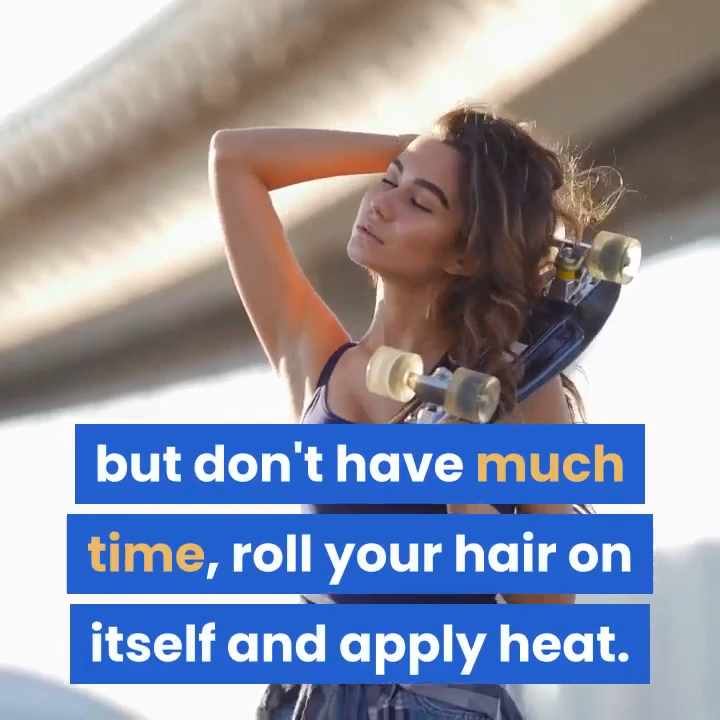 but don't have much
time, roll your hair on
itself and apply heat.